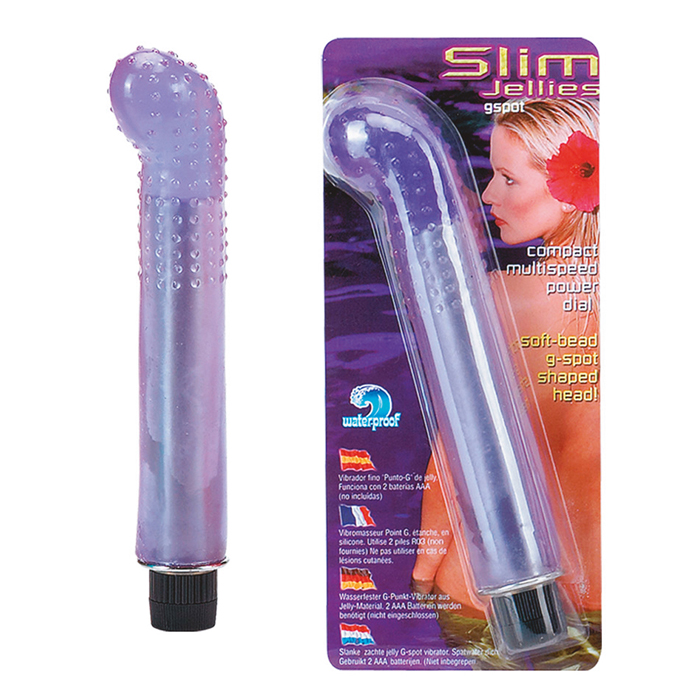 Slim
Jellies
gspot
compact
multispeed
power
dial
soft-bead
g-spot
shaped
head!
waterproof
Vibrador fino "Punto-G" de jelly.
Funciona con 2 baterías AAA
(no incluidas)
Vibromasseur Point G, étanche, en
silicone. Utilise 2 piles R03 (non
fournies) Ne pas utiliser en cas de
lésions cutanées.
Wasserfester G-Punkt-Vibrator aus
Jelly-Material. 2 AAA Batterien werden
benötigt (nicht eingeschlossen)
Slanke zachte jelly G-spot vibrator. Spatwaterdicht
Gebruikt 2 AAA batterijen. (Niet inbegrepen